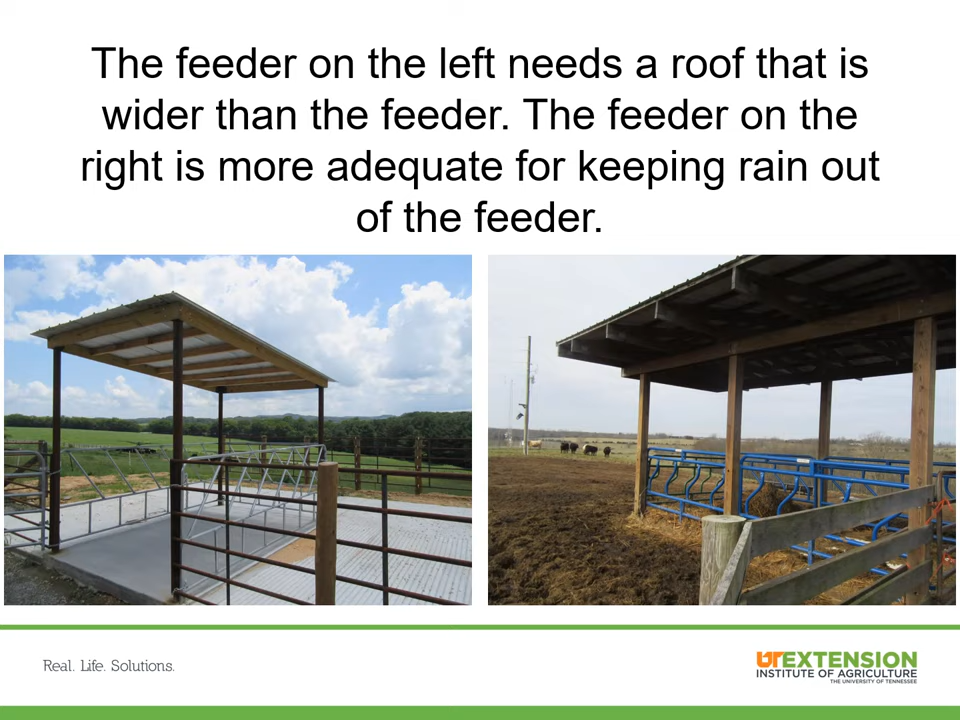 The feeder on the left needs a roof that is
wider than the feeder. The feeder on the
right is more adequate for keeping rain out
of the feeder.
Real. Life. Solutions.
UT EXTENSION
INSTITUTE OF AGRICULTURE
THE UNIVERSITY OF TENNESSEE